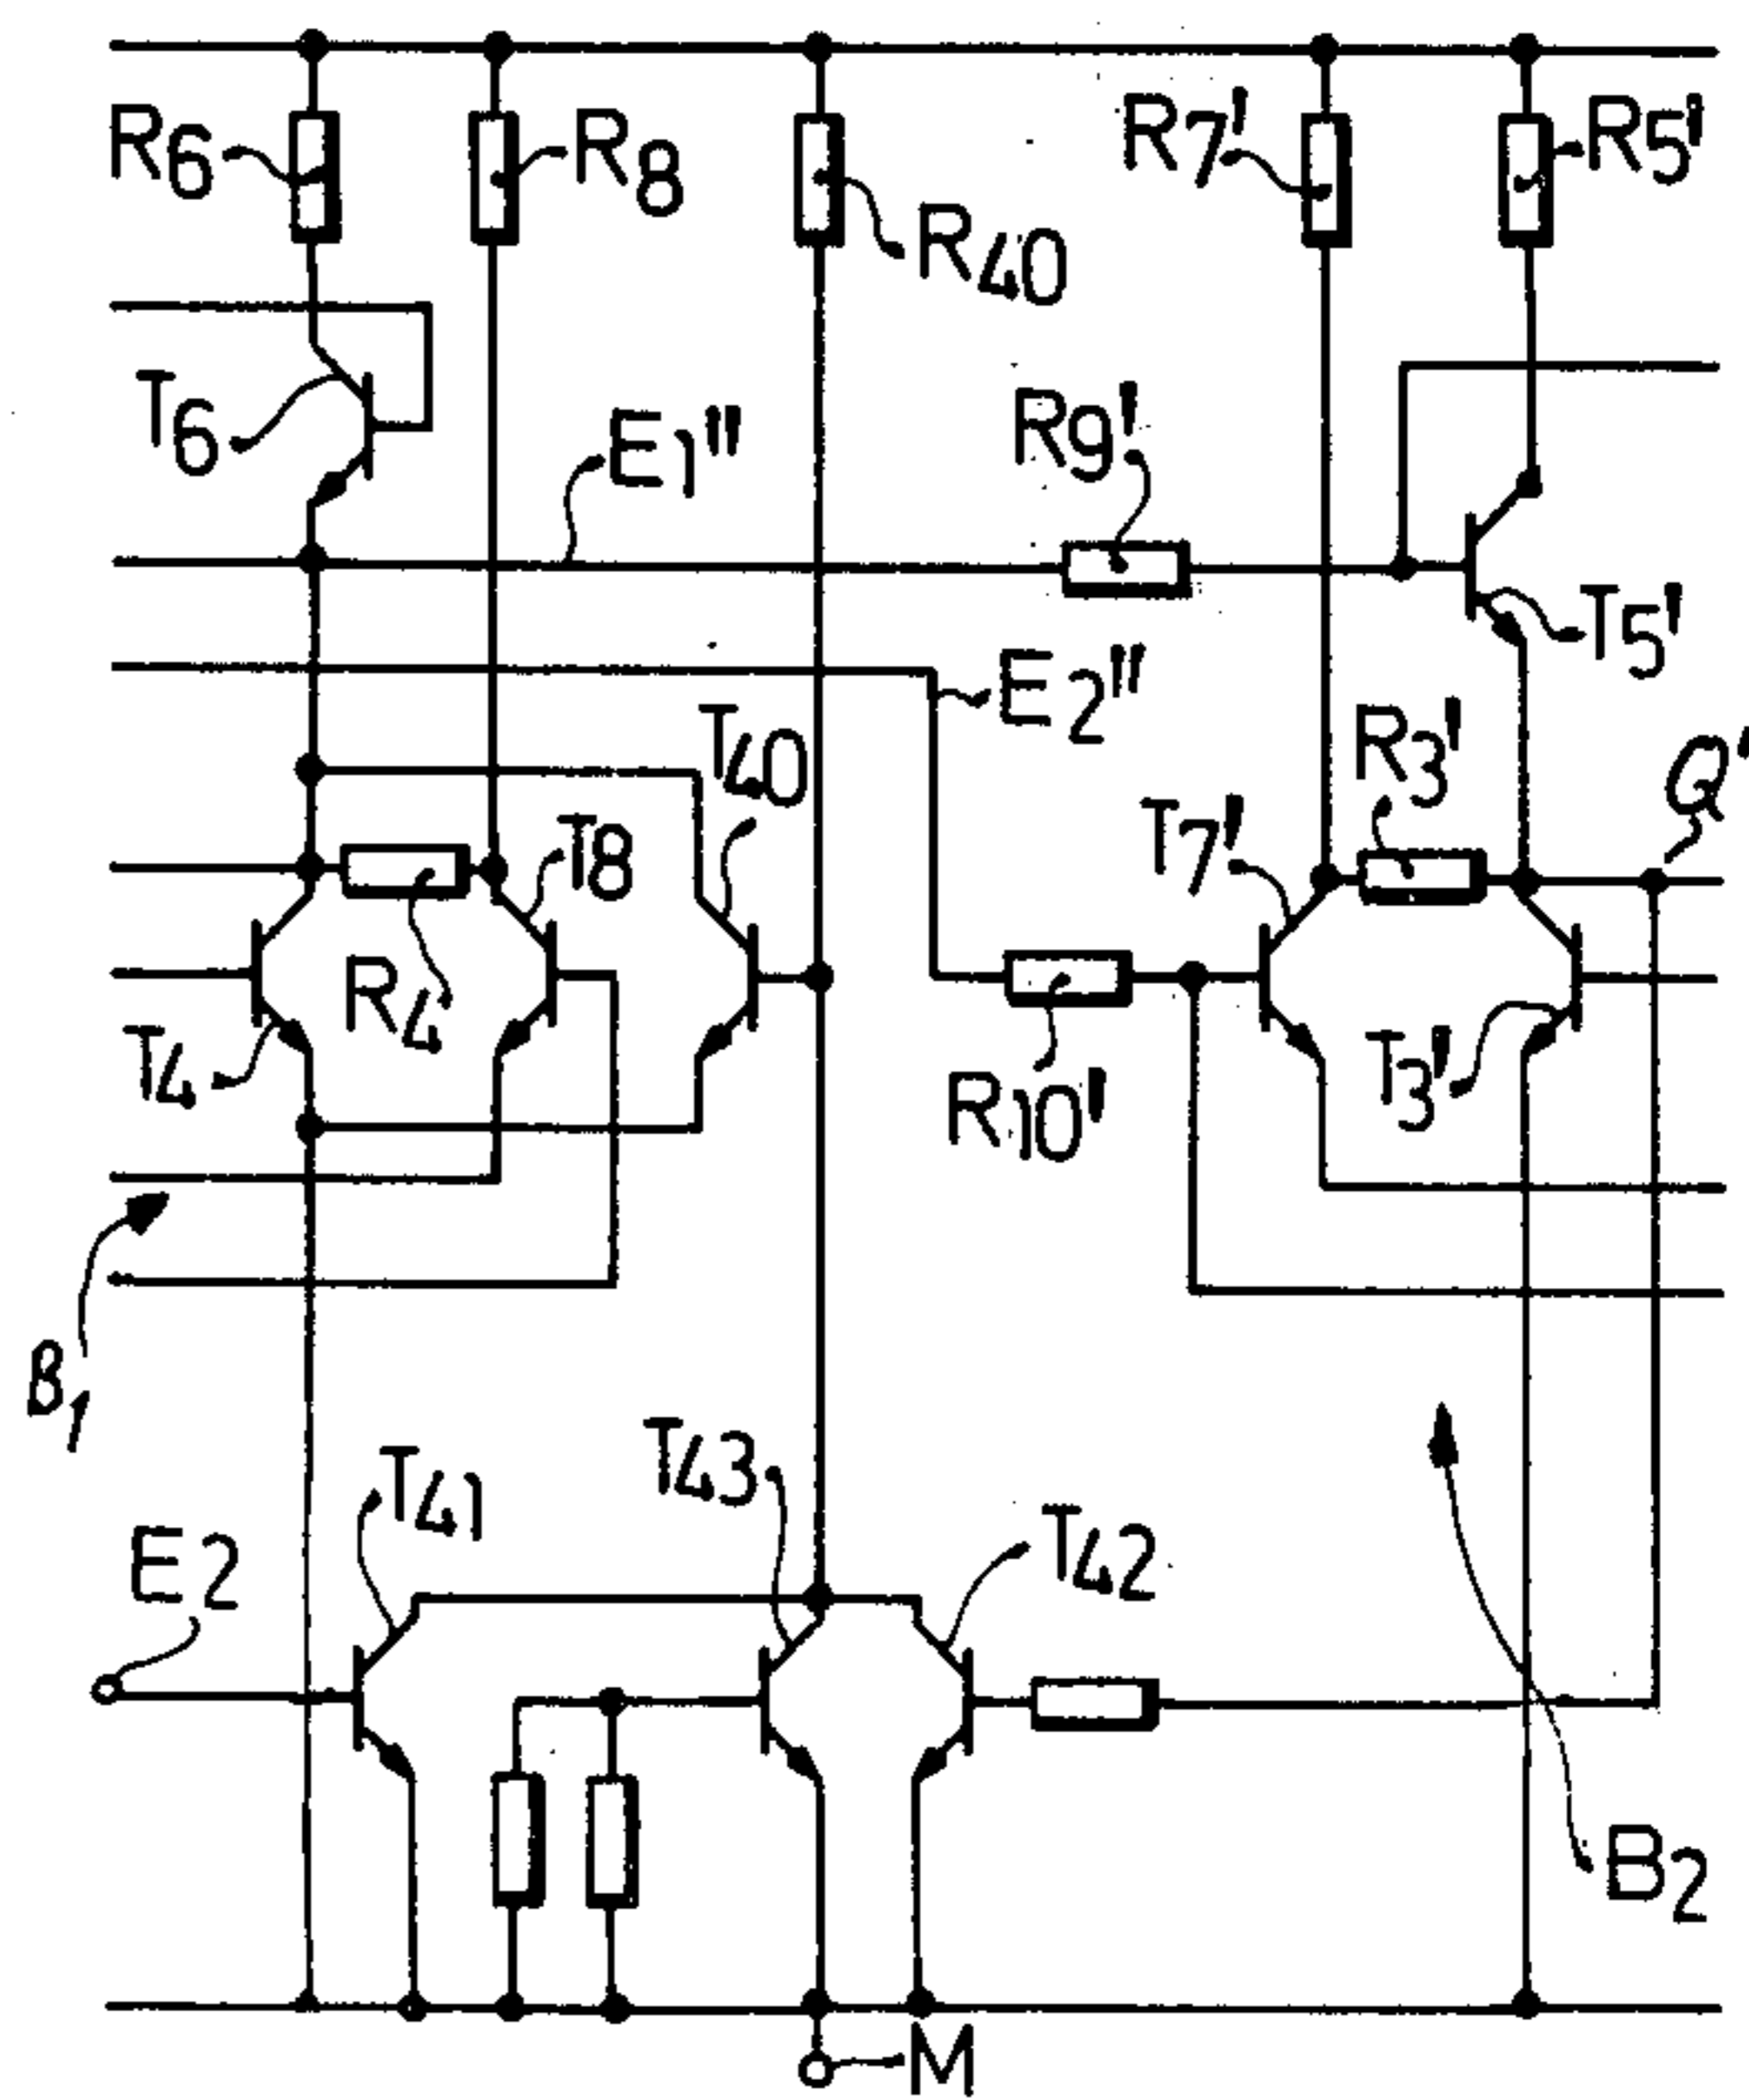 R6
R8
R40
R7'
R5'
T6
E1"
R9'
T5'
E2"
T40
R3'
Q'
T8
T7'
R4
T4
R10'
T3'
B1
T41
T43
T42
E2
B2
M